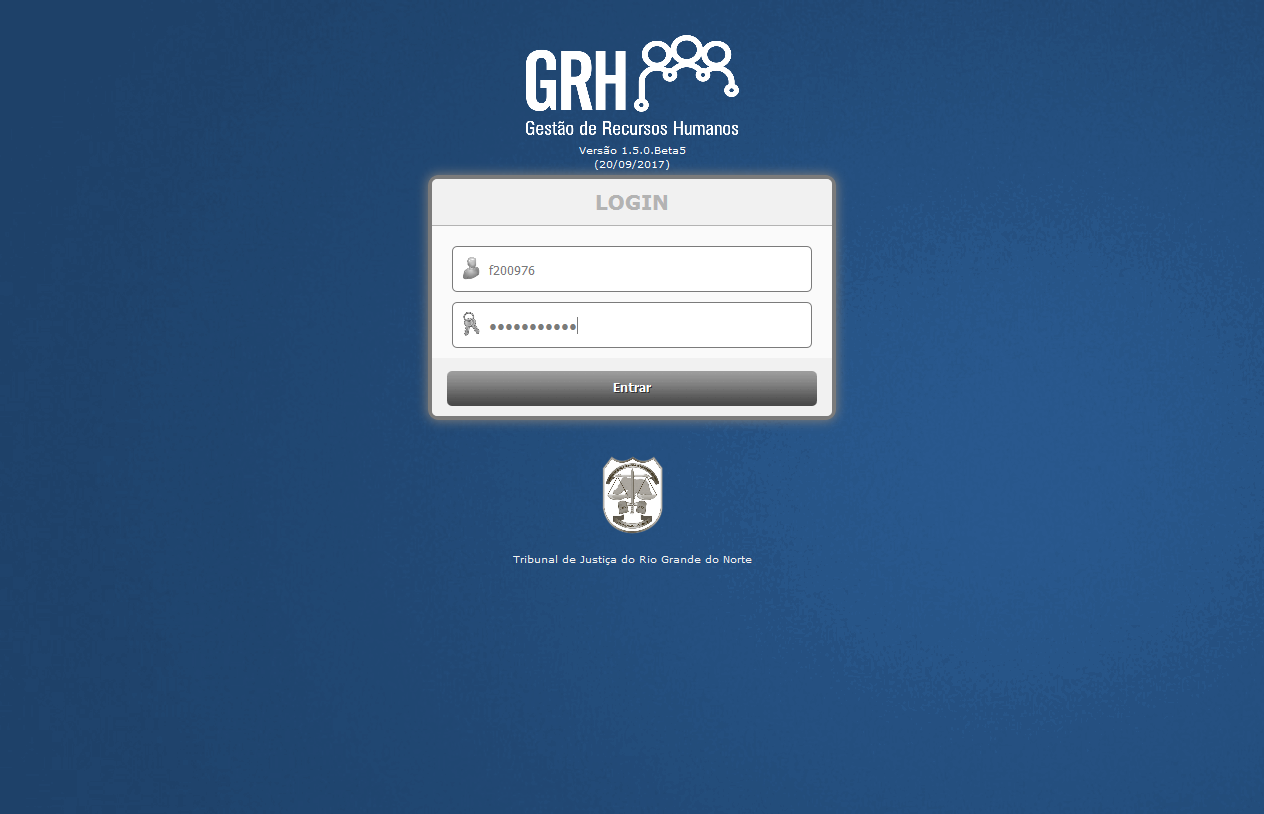 GRH
Gestão de Recursos Humanos
Versão 1.5.0.Beta5
(20/09/2017)
LOGIN
f200976
•••••••••••
Entrar
Tribunal de Justiça do Rio Grande do Norte